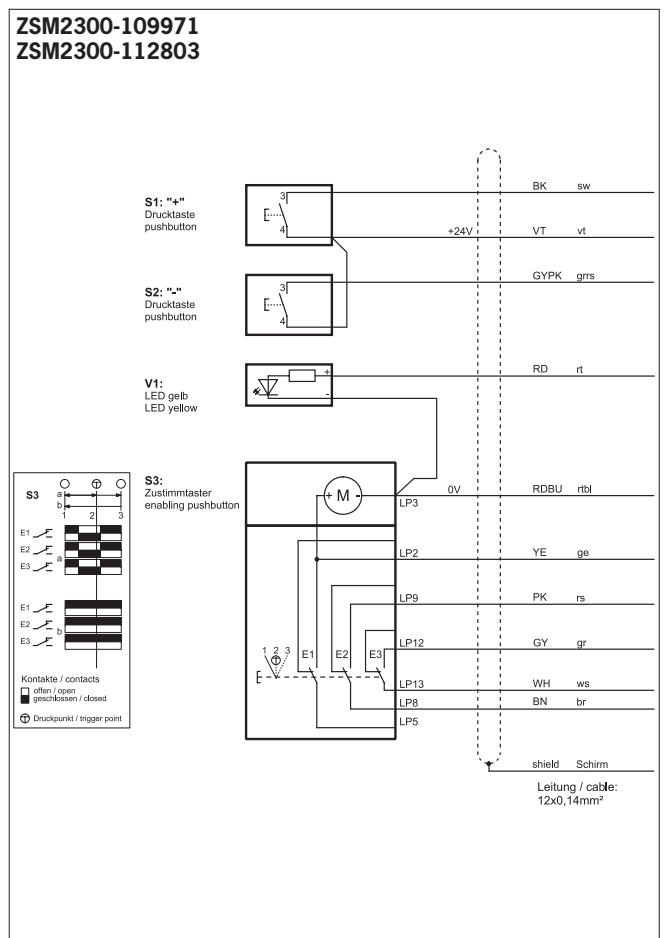 ZSM2300-109971
ZSM2300-112803
S1: "+"
Drucktaste
pushbutton
3
4
BK sw
+24V VT vt
S2: "-"
Drucktaste
pushbutton
3
4
GYPK grrs
V1:
LED gelb
LED yellow
+
-
RD rt
S3:
Zustimmtaster
enabling pushbutton
+ M -
0V RDBU rtbl
LP3
LP2 YE ge
LP9 PK rs
LP12 GY gr
LP13 WH ws
LP8 BN br
LP5
1 2 3
T
E1 E2 E3
shield Schirm
Leitung / cable:
12x0,14mm²
S3
T
a
b
1 2 3
E1
E2
E3
a
E1
E2
E3
b
Kontakte / contacts
offen / open
geschlossen / closed
T Druckpunkt / trigger point